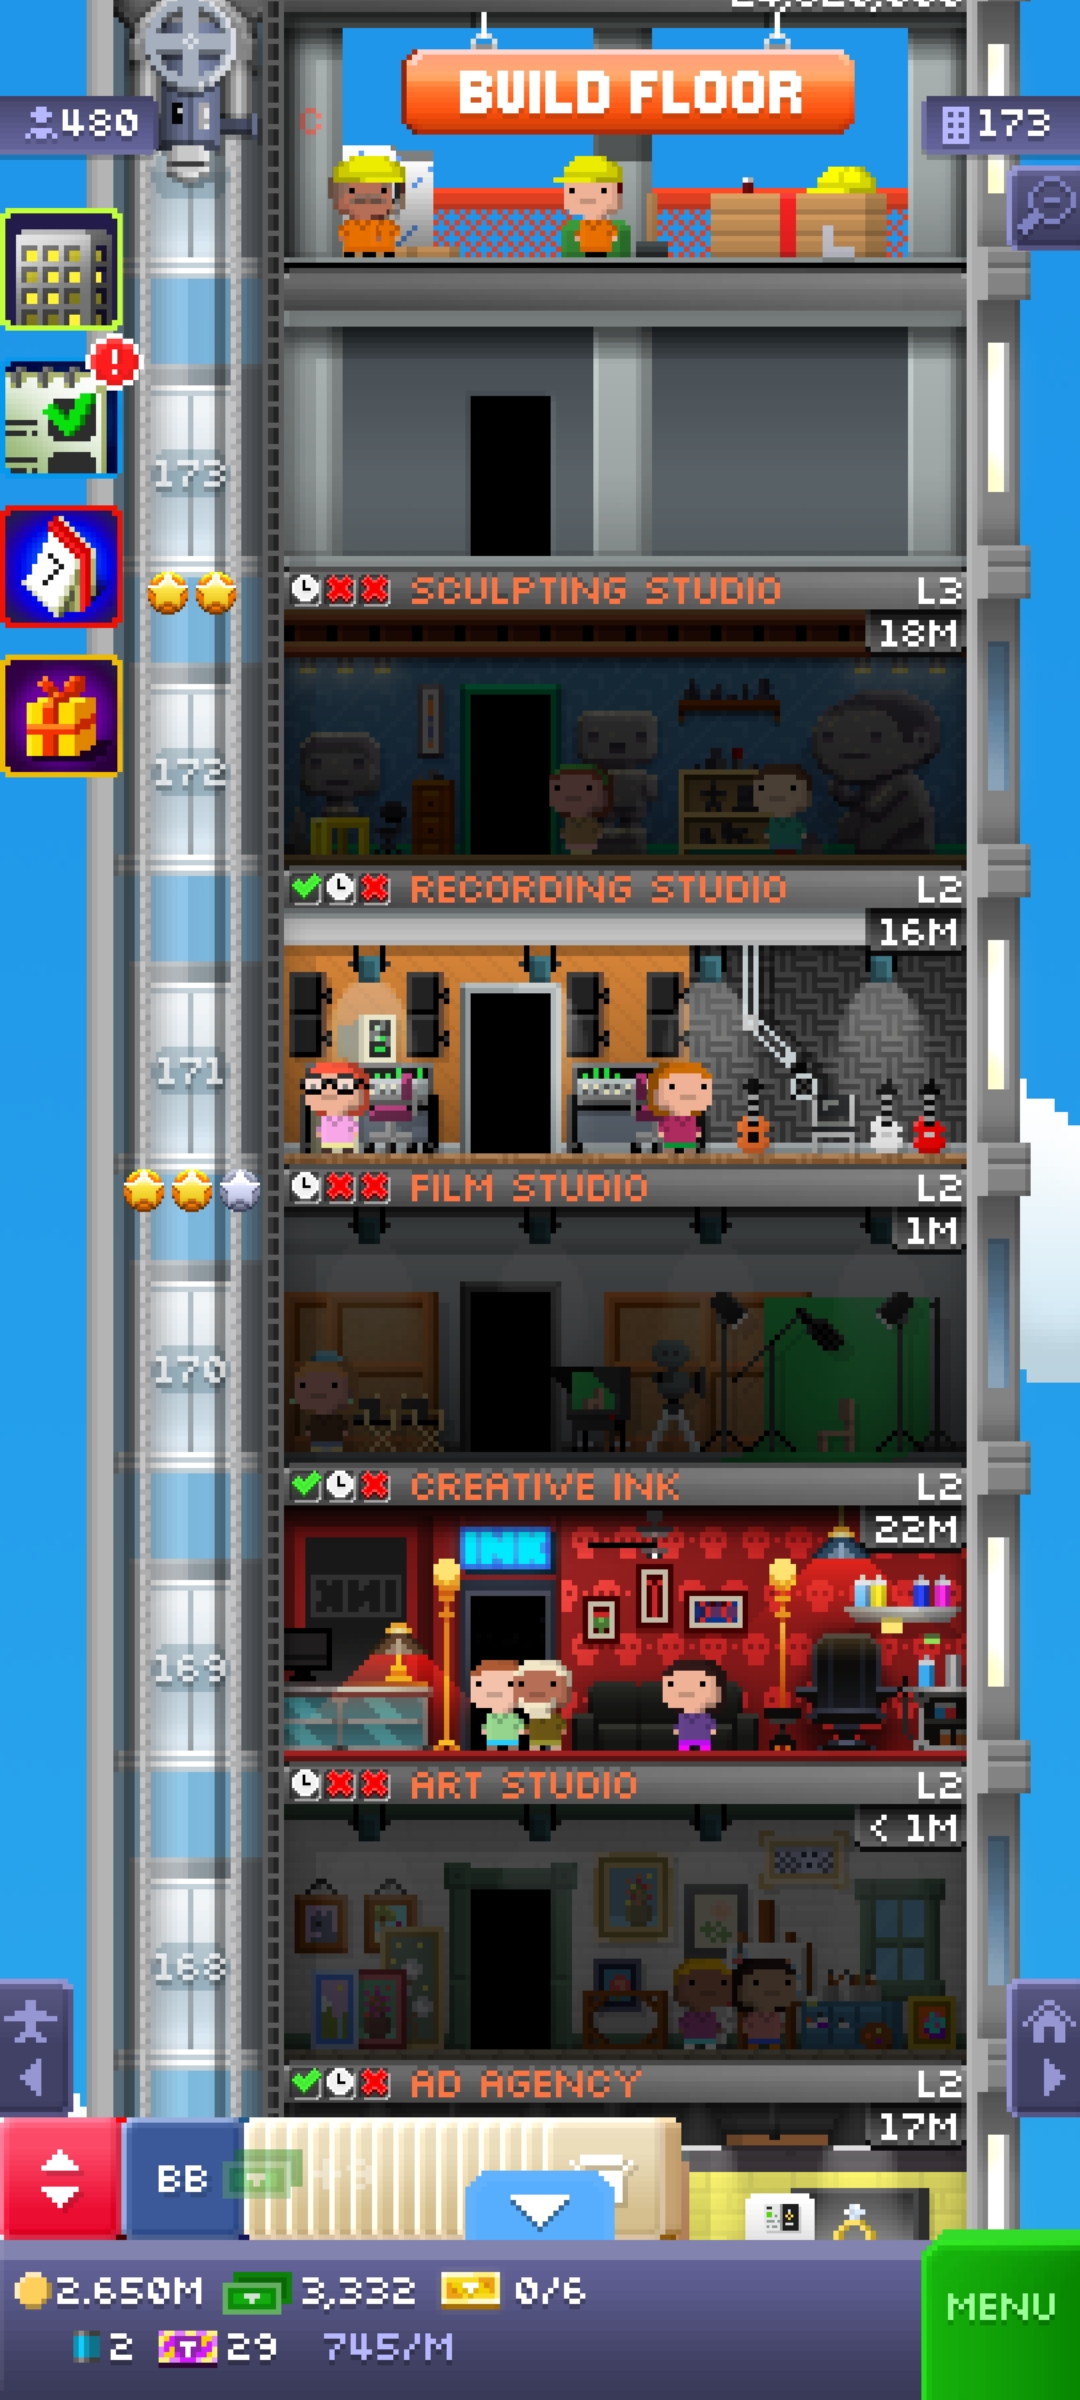 BUILD FLOOR
480
173
173
SCULPTING STUDIO L3
18M
172
RECORDING STUDIO L2
16M
171
FILM STUDIO L2
1M
170
CREATIVE INK L2
22M
INK
169
ART STUDIO L2
< 1M
168
AD AGENCY L2
17M
BB
2.650M 3,332 0/6
2 29 745/M
MENU